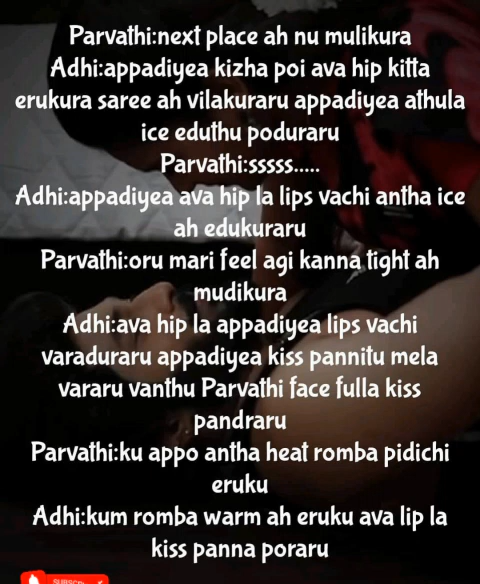 Parvathi:next place ah nu mulikura
Adhi:appadiyea kizha poi ava hip kitta
erukura saree ah vilakuraru appadiyea athula
ice eduthu poduraru
Parvathi:sssss.....
Adhi:appadiyea ava hip la lips vachi antha ice
ah edukuraru
Parvathi:oru mari feel agi kanna tight ah
mudikura
Adhi:ava hip la appadiyea lips vachi
varaduraru appadiyea kiss pannitu mela
vararu vanthu Parvathi face fulla kiss
pandraru
Parvathi:ku appo antha heat romba pidichi
eruku
Adhi:kum romba warm ah eruku ava lip la
kiss panna poraru